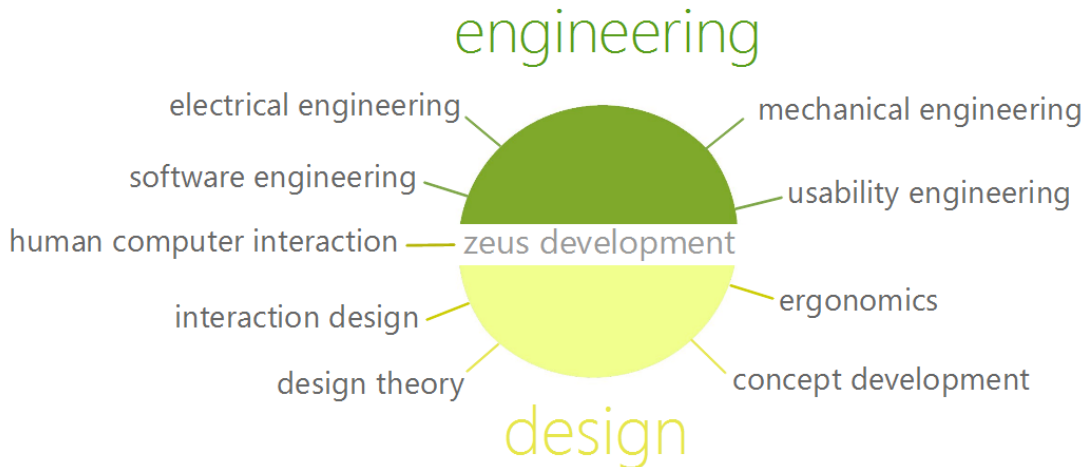 engineering
electrical engineering
mechanical engineering
software engineering
usability engineering
human computer interaction
zeus development
interaction design
ergonomics
design theory
concept development
design